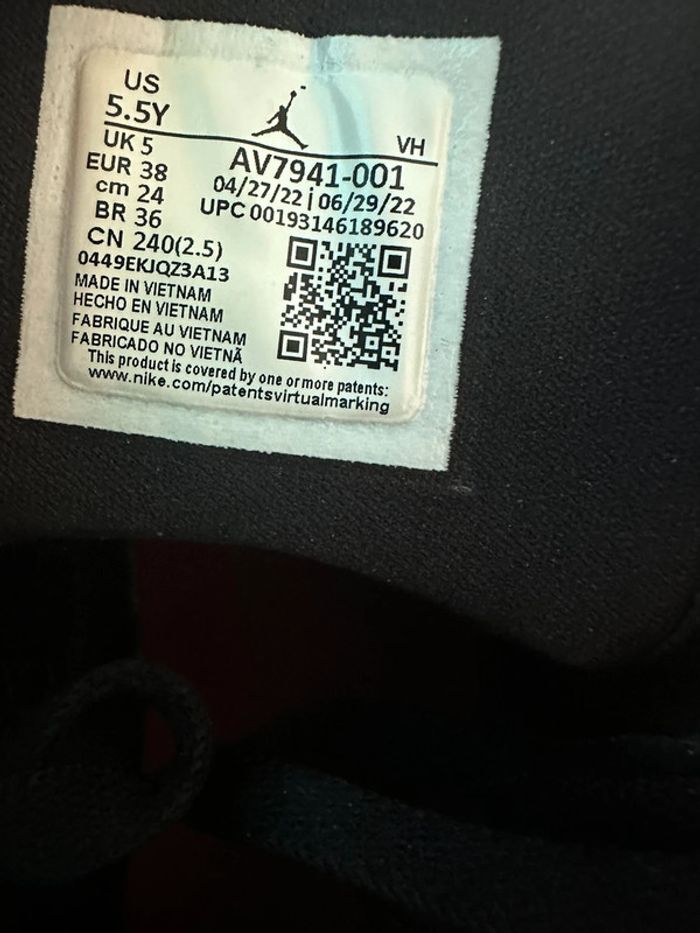 US
5.5Y
UK 5
EUR 38
cm 24
BR 36
CN 240(2.5)
VH
AV7941-001
04/27/22 | 06/29/22
UPC 00193146189620
0449EKJQZ3A13
MADE IN VIETNAM
HECHO EN VIETNAM
FABRIQUE AU VIETNAM
FABRICADO NO VIETNÃ
This product is covered by one or more patents:
www.nike.com/patentsvirtualmarking